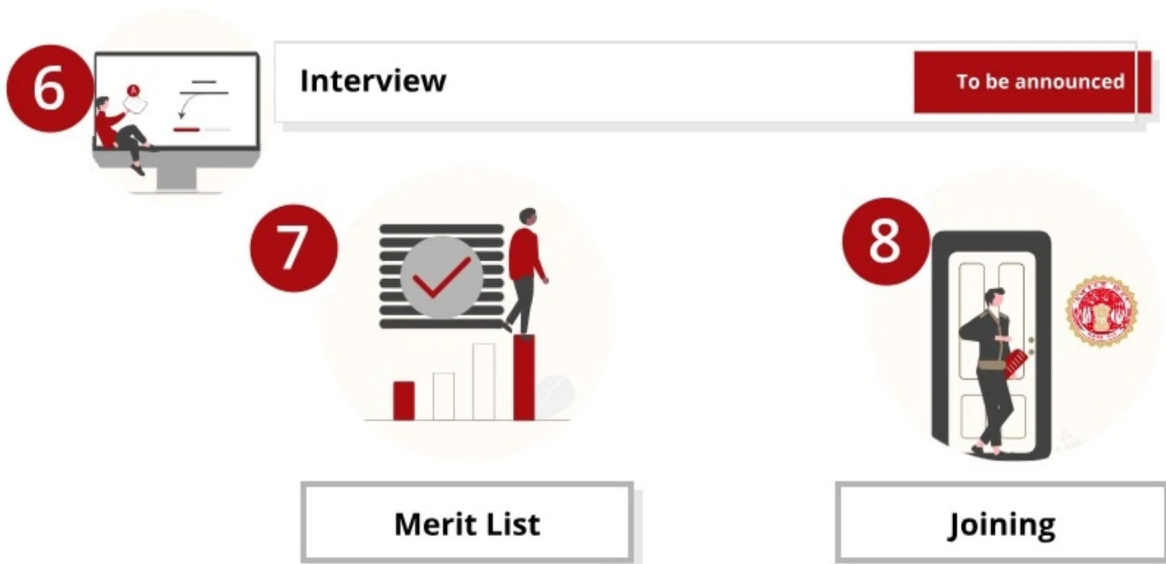 6
Interview
To be announced
A
7
8
Merit List
Joining